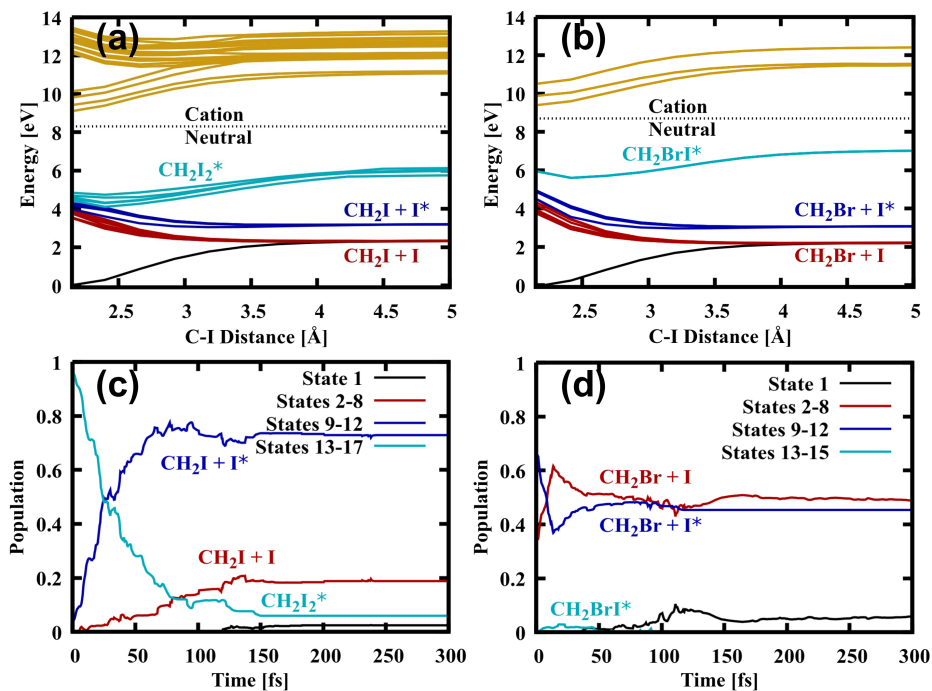 (a)
14
12
10
8
6
4
2
0
Energy [eV]
Cation
Neutral
CH₂I₂*
CH₂I + I*
CH₂I + I
2.5 3 3.5 4 4.5 5
C-I Distance [Å]
(b)
14
12
10
8
6
4
2
0
Energy [eV]
Cation
Neutral
CH₂BrI*
CH₂Br + I*
CH₂Br + I
2.5 3 3.5 4 4.5 5
C-I Distance [Å]
(c)
1
0.8
0.6
0.4
0.2
0
Population
State 1
States 2-8
States 9-12
States 13-17
CH₂I + I*
CH₂I + I
CH₂I₂*
0 50 100 150 200 250 300
Time [fs]
(d)
1
0.8
0.6
0.4
0.2
0
Population
State 1
States 2-8
States 9-12
States 13-15
CH₂Br + I
CH₂Br + I*
CH₂BrI*
0 50 100 150 200 250 300
Time [fs]